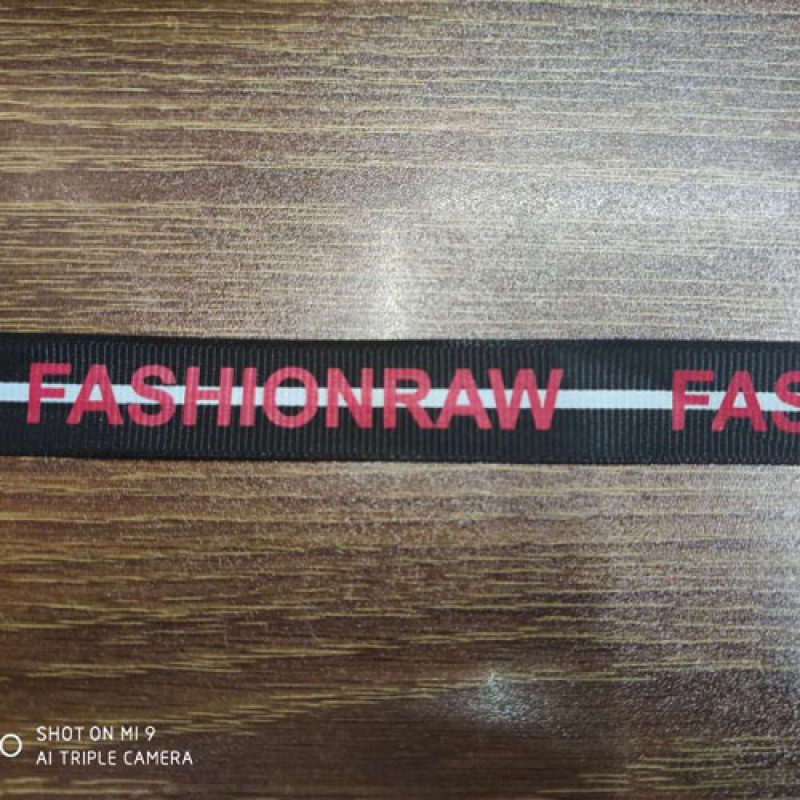 FASHIONRAW FAS
SHOT ON MI 9
AI TRIPLE CAMERA